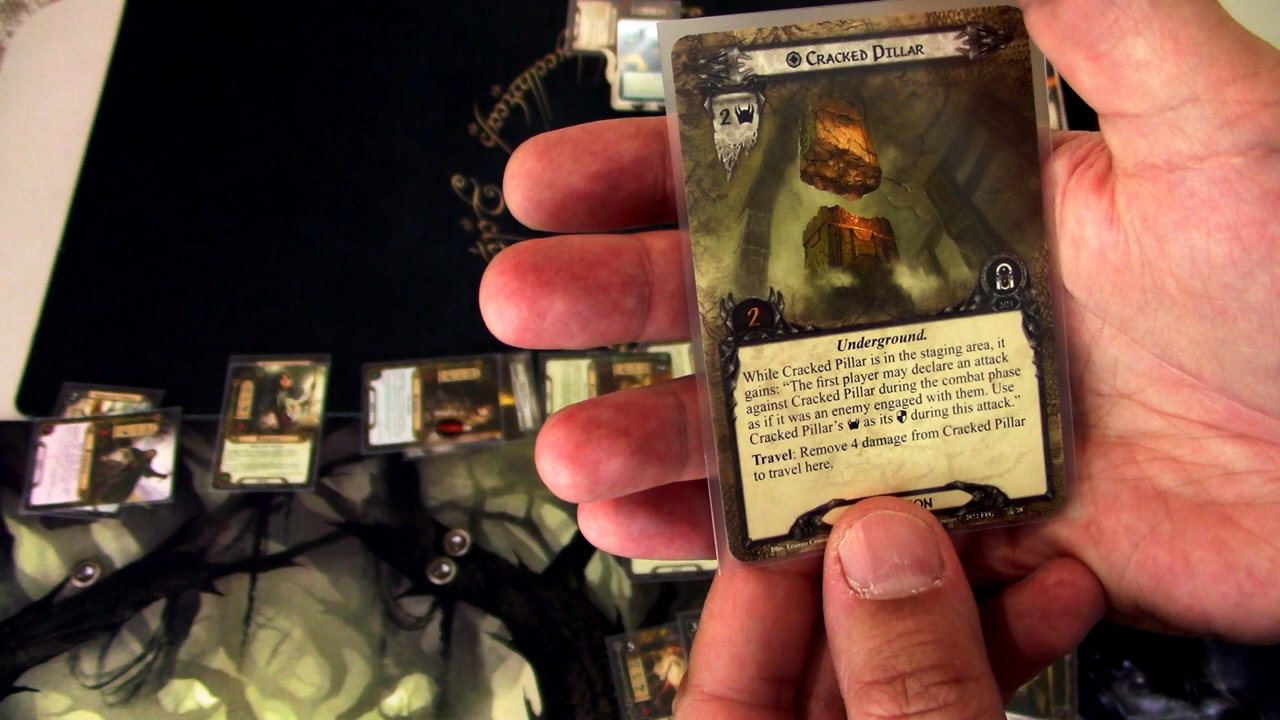 CRACKED PILLAR
2
2
Underground.
While Cracked Pillar is in the staging area, it
gains: “The first player may declare an attack
against Cracked Pillar during the combat phase
as if it was an enemy engaged with them. Use
Cracked Pillar's as its during this attack.”
Travel: Remove 4 damage from Cracked Pillar
to travel here.
ON